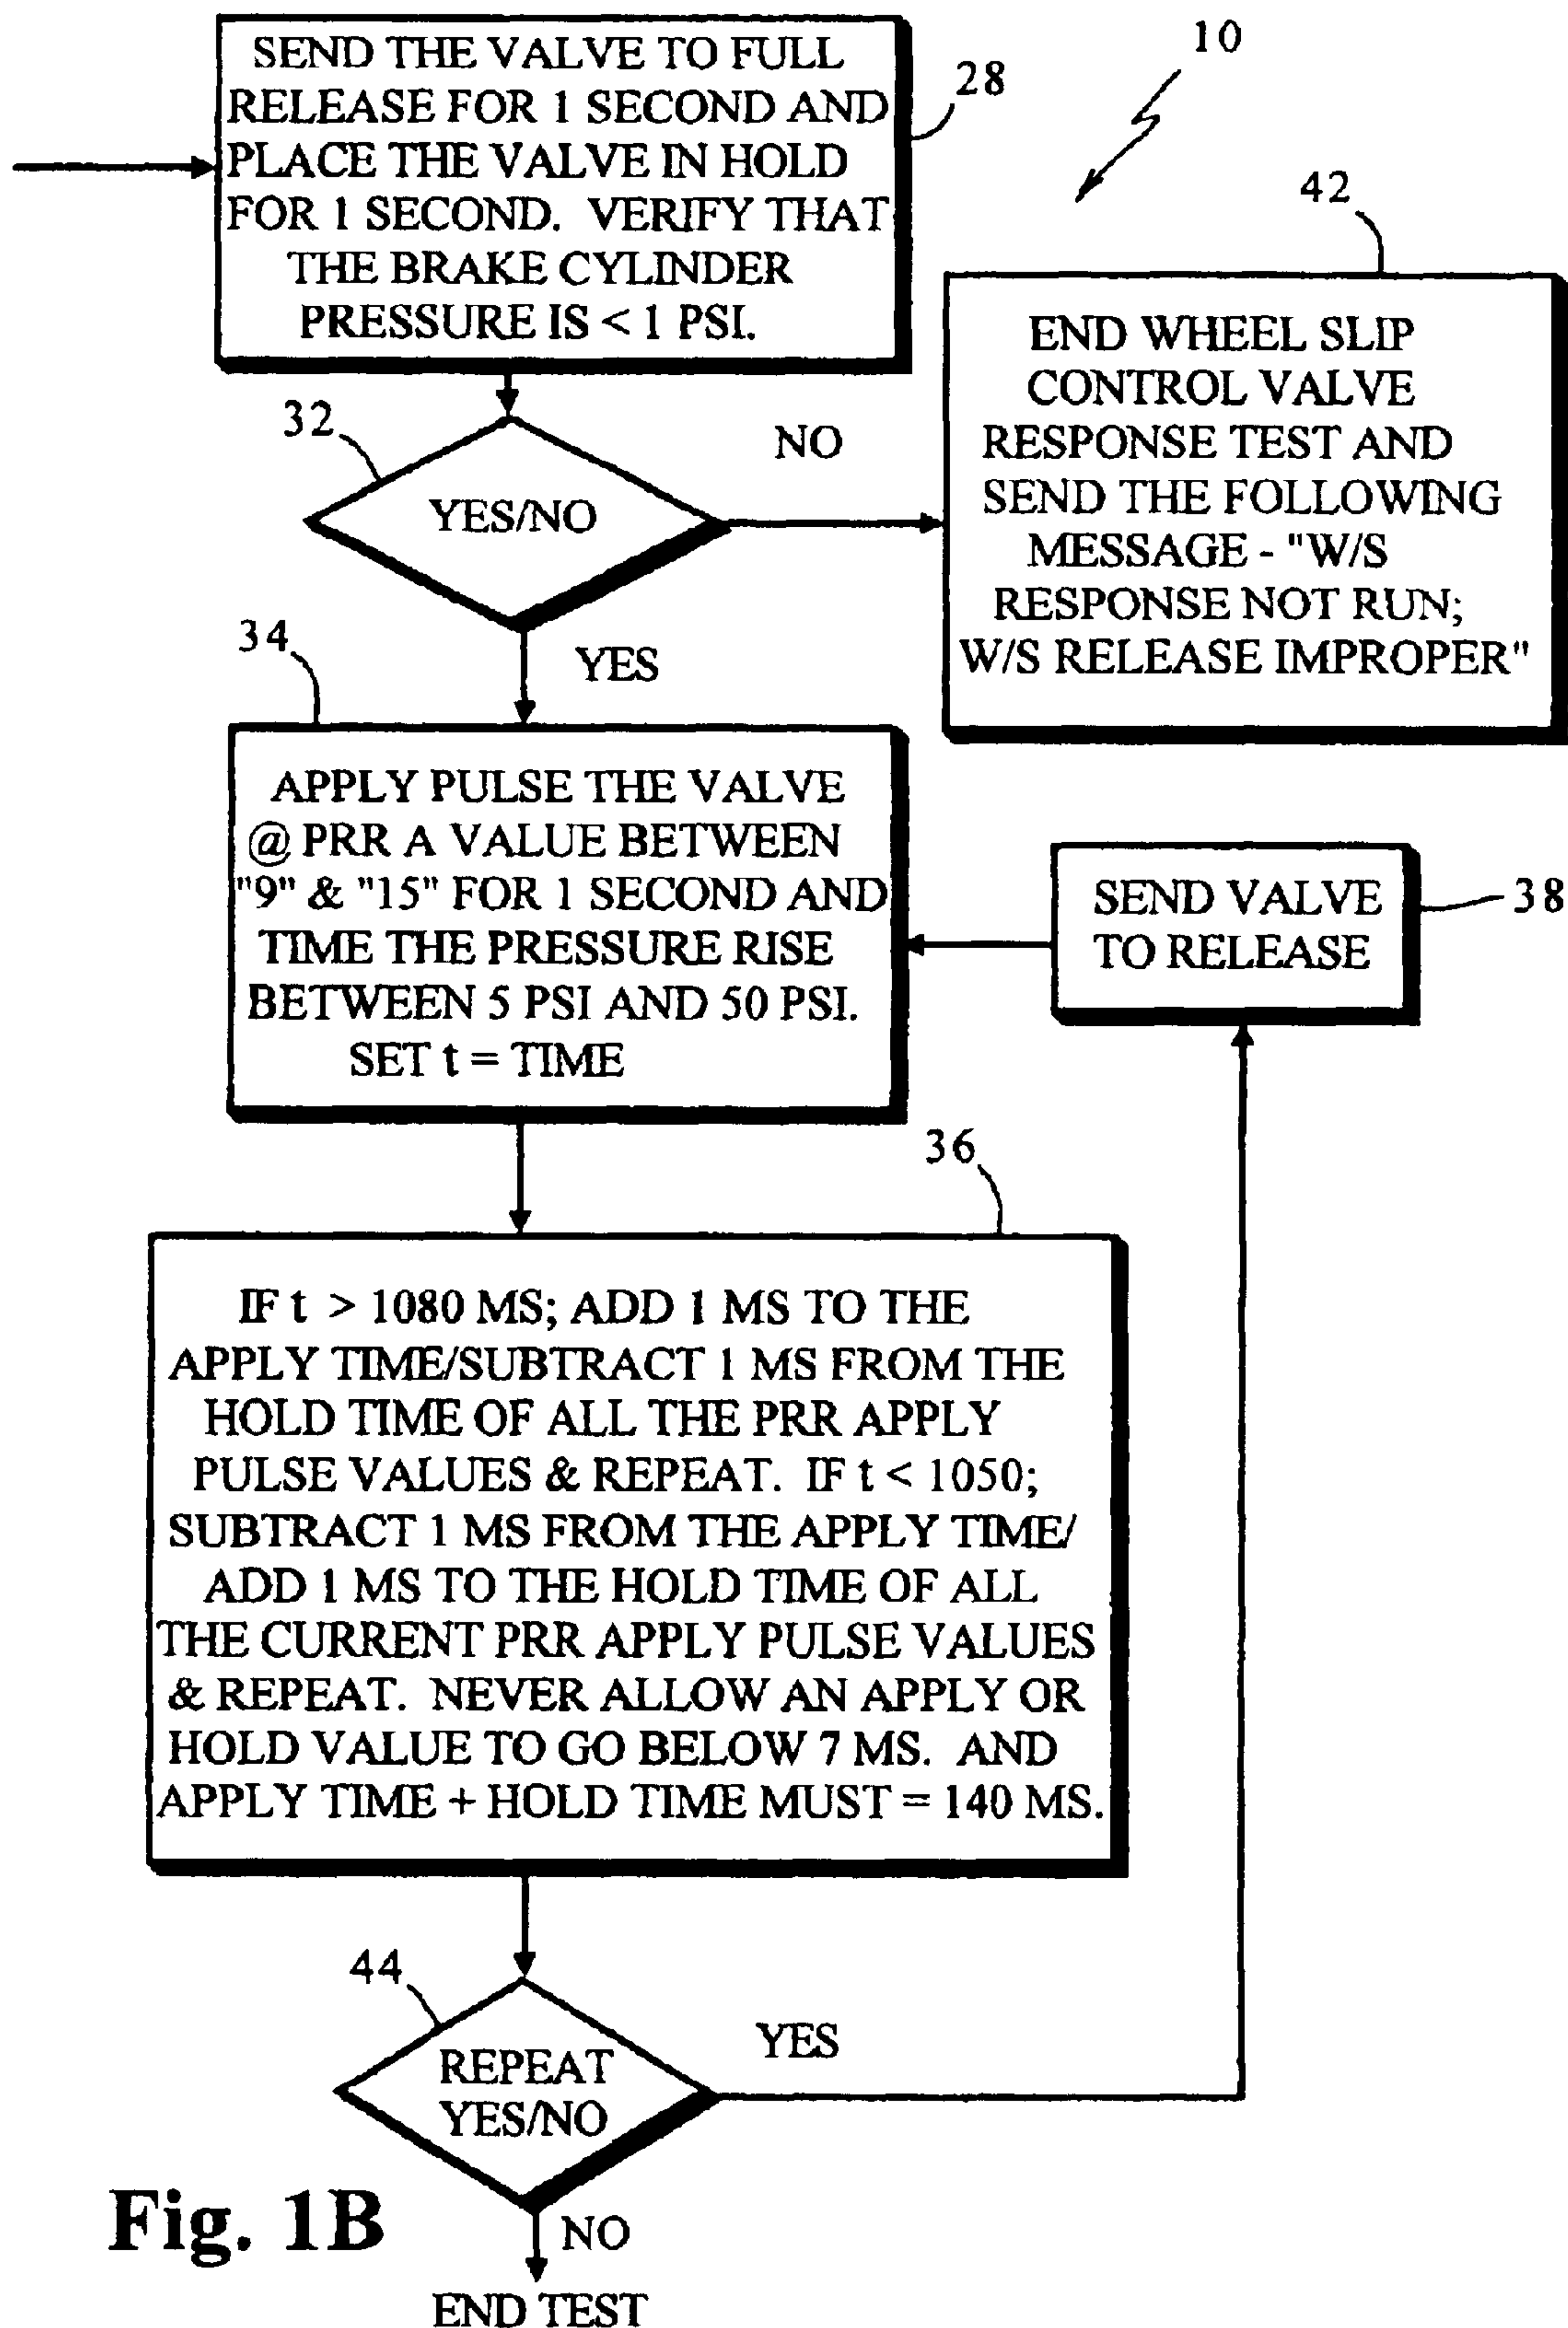 10
SEND THE VALVE TO FULL
RELEASE FOR 1 SECOND AND
PLACE THE VALVE IN HOLD
FOR 1 SECOND. VERIFY THAT
THE BRAKE CYLINDER
PRESSURE IS < 1 PSI.
28
42
END WHEEL SLIP
CONTROL VALVE
RESPONSE TEST AND
SEND THE FOLLOWING
MESSAGE - "W/S
RESPONSE NOT RUN;
W/S RELEASE IMPROPER"
32
YES/NO
NO
YES
34
APPLY PULSE THE VALVE
@ PRR A VALUE BETWEEN
"9" & "15" FOR 1 SECOND AND
TIME THE PRESSURE RISE
BETWEEN 5 PSI AND 50 PSI.
SET t = TIME
SEND VALVE
TO RELEASE
38
36
IF t > 1080 MS; ADD 1 MS TO THE
APPLY TIME/SUBTRACT 1 MS FROM THE
HOLD TIME OF ALL THE PRR APPLY
PULSE VALUES & REPEAT. IF t < 1050;
SUBTRACT 1 MS FROM THE APPLY TIME/
ADD 1 MS TO THE HOLD TIME OF ALL
THE CURRENT PRR APPLY PULSE VALUES
& REPEAT. NEVER ALLOW AN APPLY OR
HOLD VALUE TO GO BELOW 7 MS. AND
APPLY TIME + HOLD TIME MUST = 140 MS.
44
REPEAT
YES/NO
YES
NO
END TEST
Fig. 1B